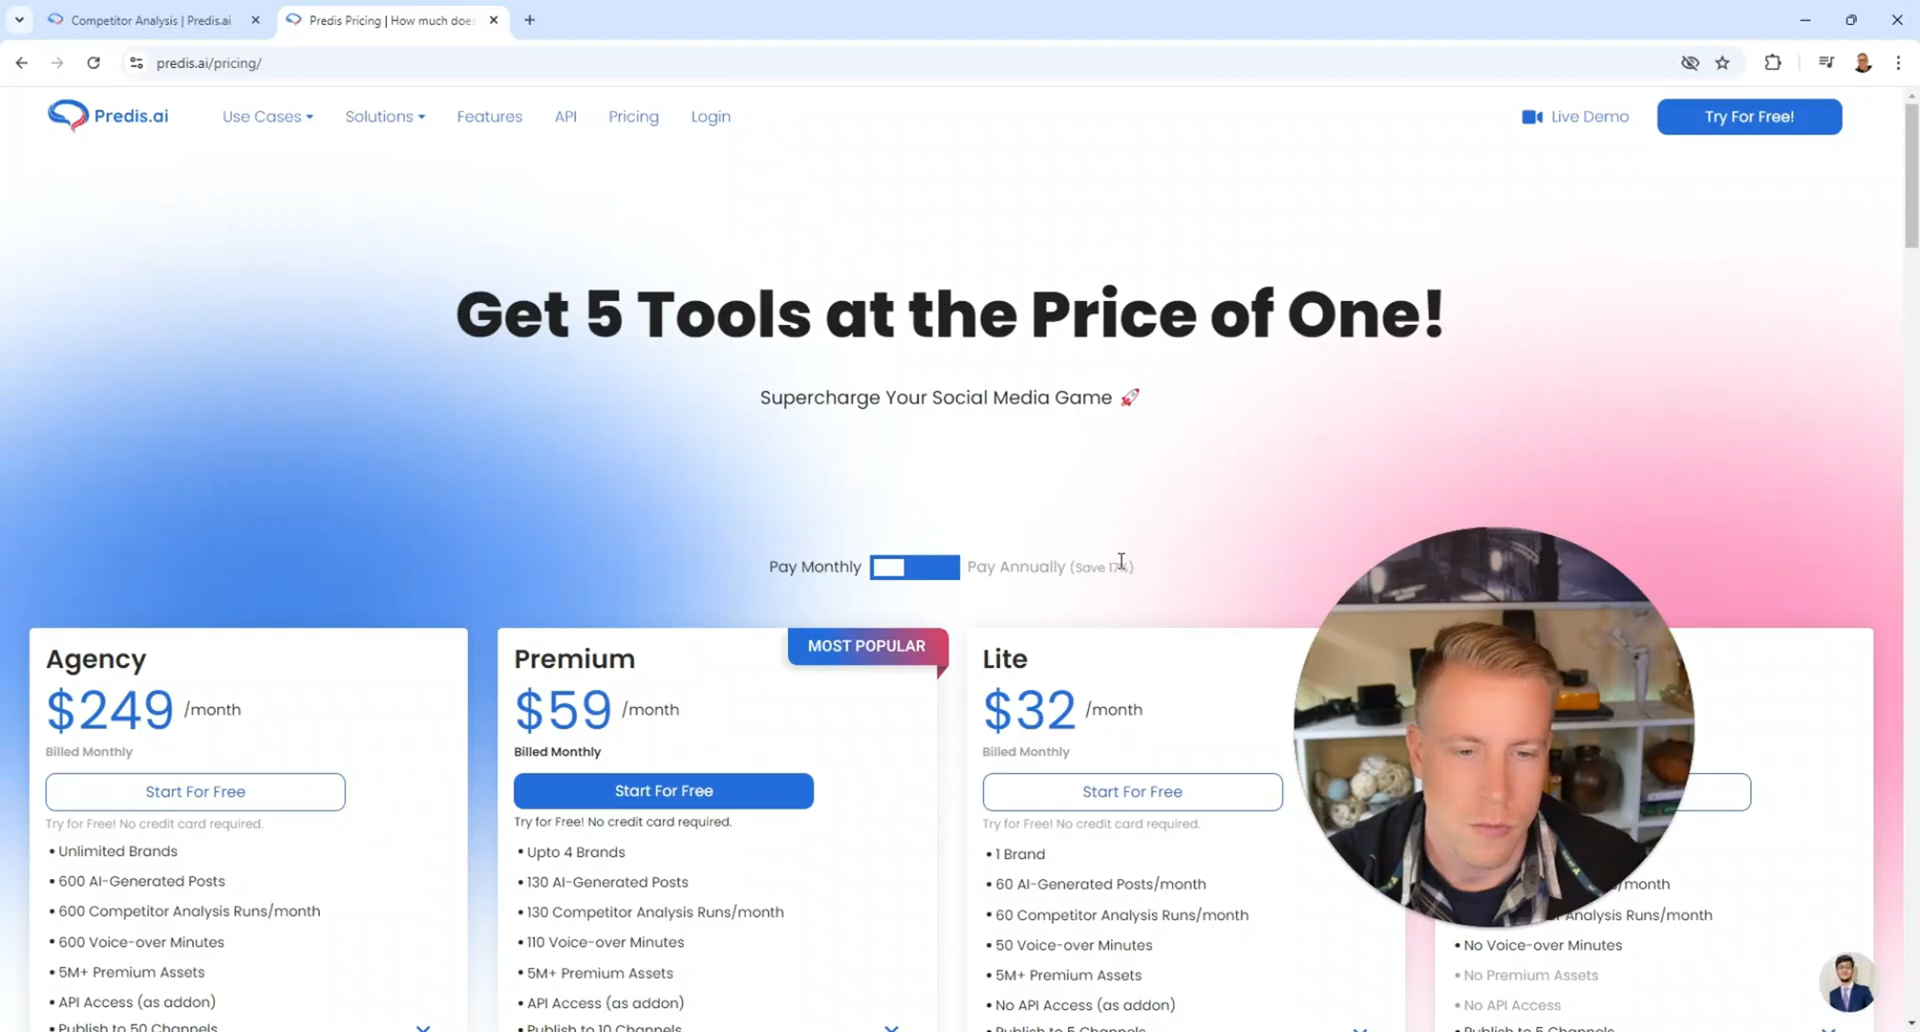 Competitor Analysis | Predis.ai
Predis Pricing | How much does
predis.ai/pricing/
Predis.ai
Use Cases
Solutions
Features
API
Pricing
Login
Live Demo
Try For Free!
Get 5 Tools at the Price of One!
Supercharge Your Social Media Game 🚀
Pay Monthly
Pay Annually (Save 17%)
Agency
$249 /month
Billed Monthly
Start For Free
Try for Free! No credit card required.
• Unlimited Brands
• 600 AI-Generated Posts
• 600 Competitor Analysis Runs/month
• 600 Voice-over Minutes
• 5M+ Premium Assets
• API Access (as addon)
• Publish to 50 Channels
MOST POPULAR
Premium
$59 /month
Billed Monthly
Start For Free
Try for Free! No credit card required.
• Upto 4 Brands
• 130 AI-Generated Posts
• 130 Competitor Analysis Runs/month
• 110 Voice-over Minutes
• 5M+ Premium Assets
• API Access (as addon)
• Publish to 10 Channels
Lite
$32 /month
Billed Monthly
Start For Free
Try for Free! No credit card required.
• 1 Brand
• 60 AI-Generated Posts/month
• 60 Competitor Analysis Runs/month
• 50 Voice-over Minutes
• 5M+ Premium Assets
• No API Access (as addon)
• Publish to 5 Channels
/month
Analysis Runs/month
• No Voice-over Minutes
• No Premium Assets
• No API Access
• Publish to 5 Channels